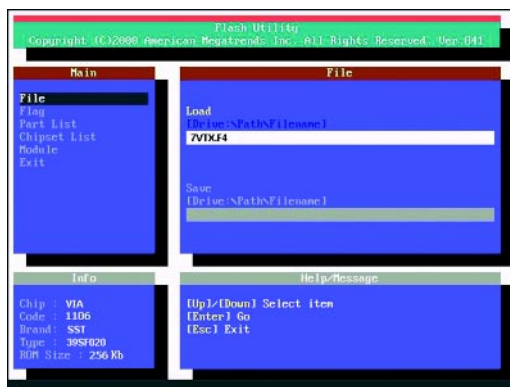 Flash Utility
Copyright (C)2000 American Megatrends Inc. All Rights Reserved. Ver:841
Main
File
Flag
Part List
Chipset List
Module
Exit
File
Load
[Drive:\Path\Filename]
7VTX.F4
Save
[Drive:\Path\Filename]
Info
Chip : VIA
Code : 1106
Brand: SST
Type : 39SF020
ROM Size : 256 Kb
Help/Message
[Up]/[Down] Select item
[Enter] Go
[Esc] Exit